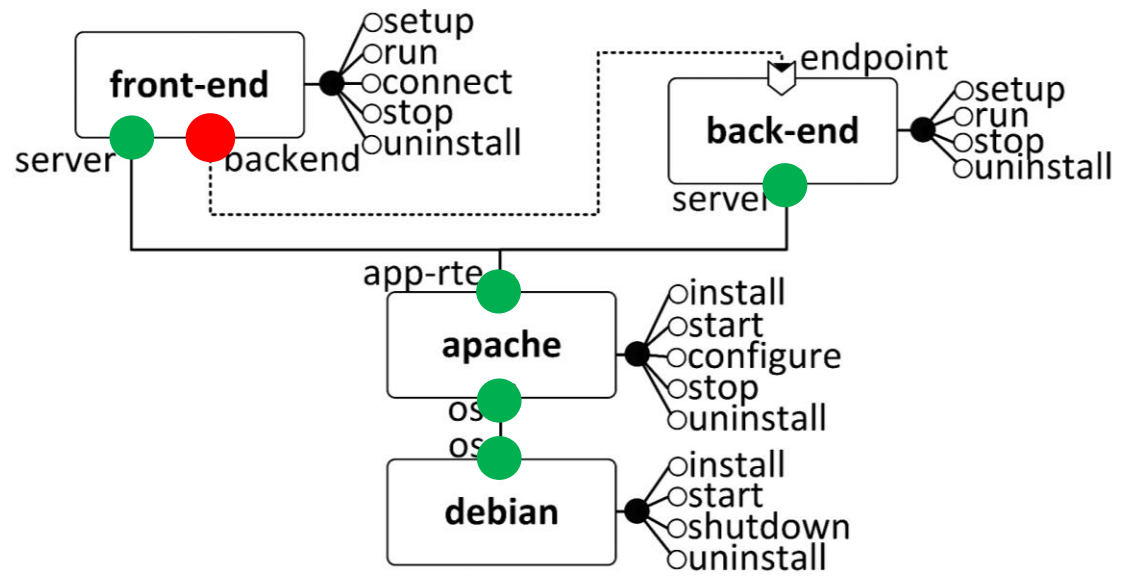 front-end
setup
run
connect
stop
uninstall
server
backend
endpoint
back-end
setup
run
stop
uninstall
server
app-rte
apache
install
start
configure
stop
uninstall
os
os
debian
install
start
shutdown
uninstall